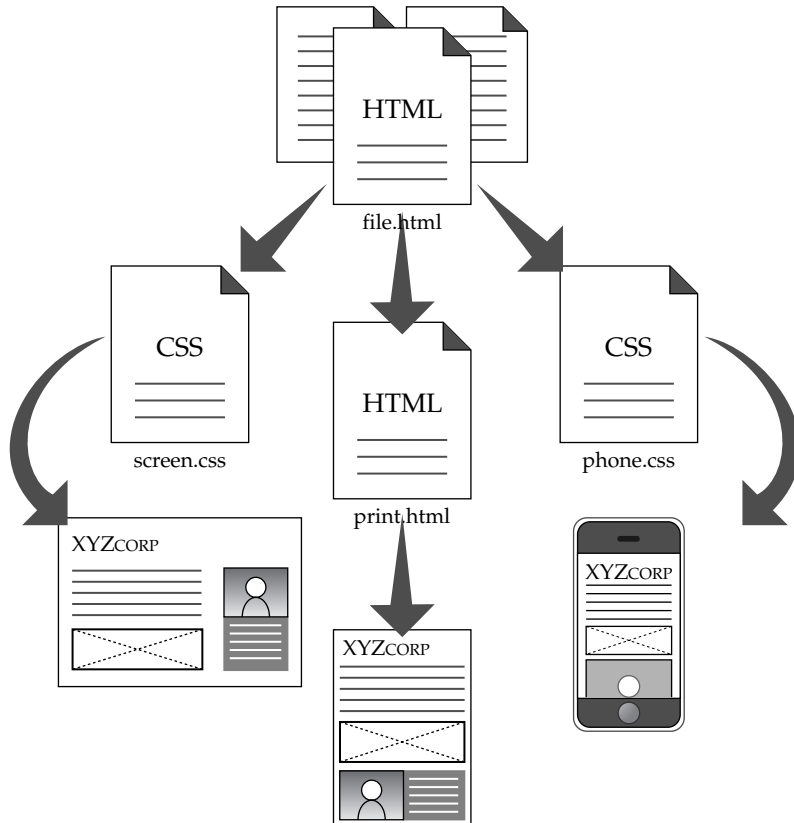 HTML
file.html
CSS
screen.css
HTML
print.html
CSS
phone.css
XYZCORP
XYZCORP
XYZCORP